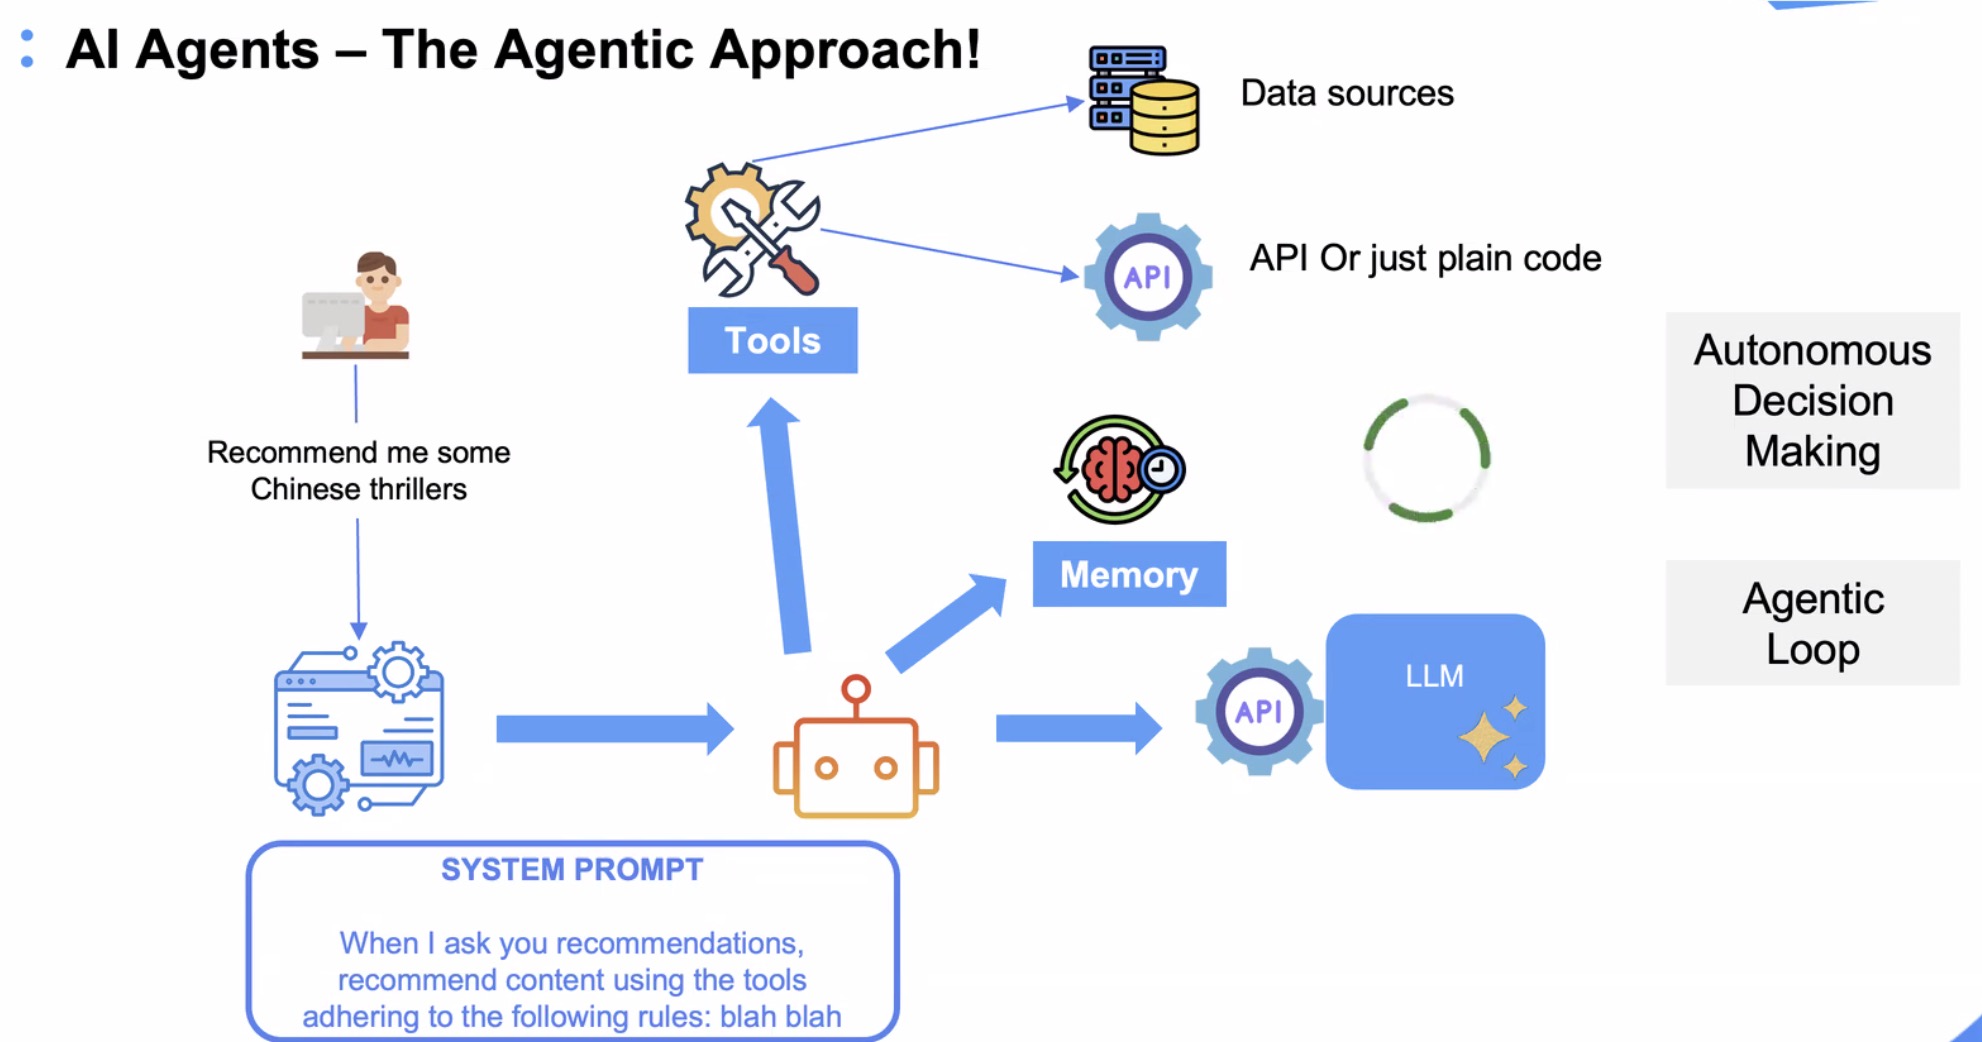 AI Agents – The Agentic Approach!
Data sources
API
API Or just plain code
Tools
Recommend me some
Chinese thrillers
Memory
Autonomous
Decision
Making
Agentic
Loop
API
LLM
SYSTEM PROMPT
When I ask you recommendations,
recommend content using the tools
adhering to the following rules: blah blah